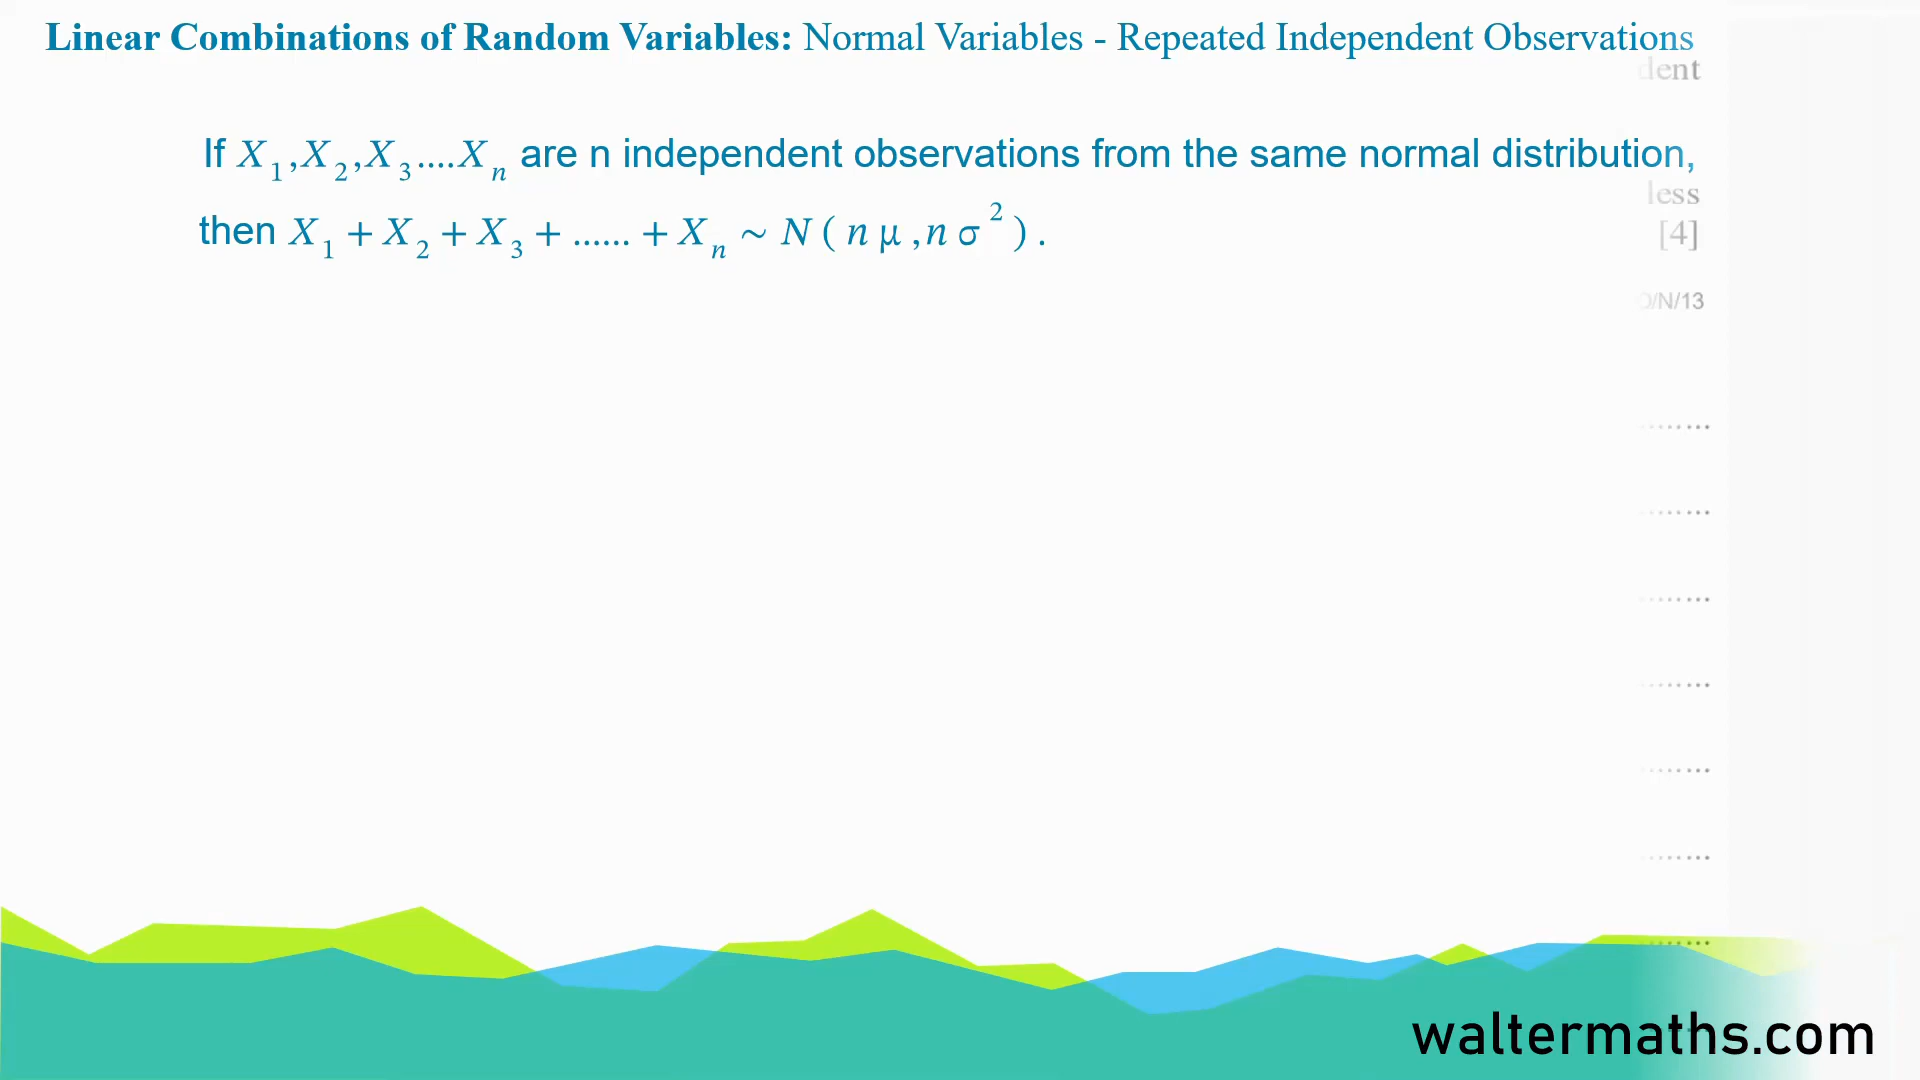 Linear Combinations of Random Variables: Normal Variables - Repeated Independent Observations
dent
If X₁,X₂,X₃....Xₙ are n independent observations from the same normal distribution,
less
then X₁ + X₂ + X₃ + ...... + Xₙ ~ N ( n μ , n σ² ) .
[4]
O/N/13
........
........
........
........
........
........
........
waltermaths.com